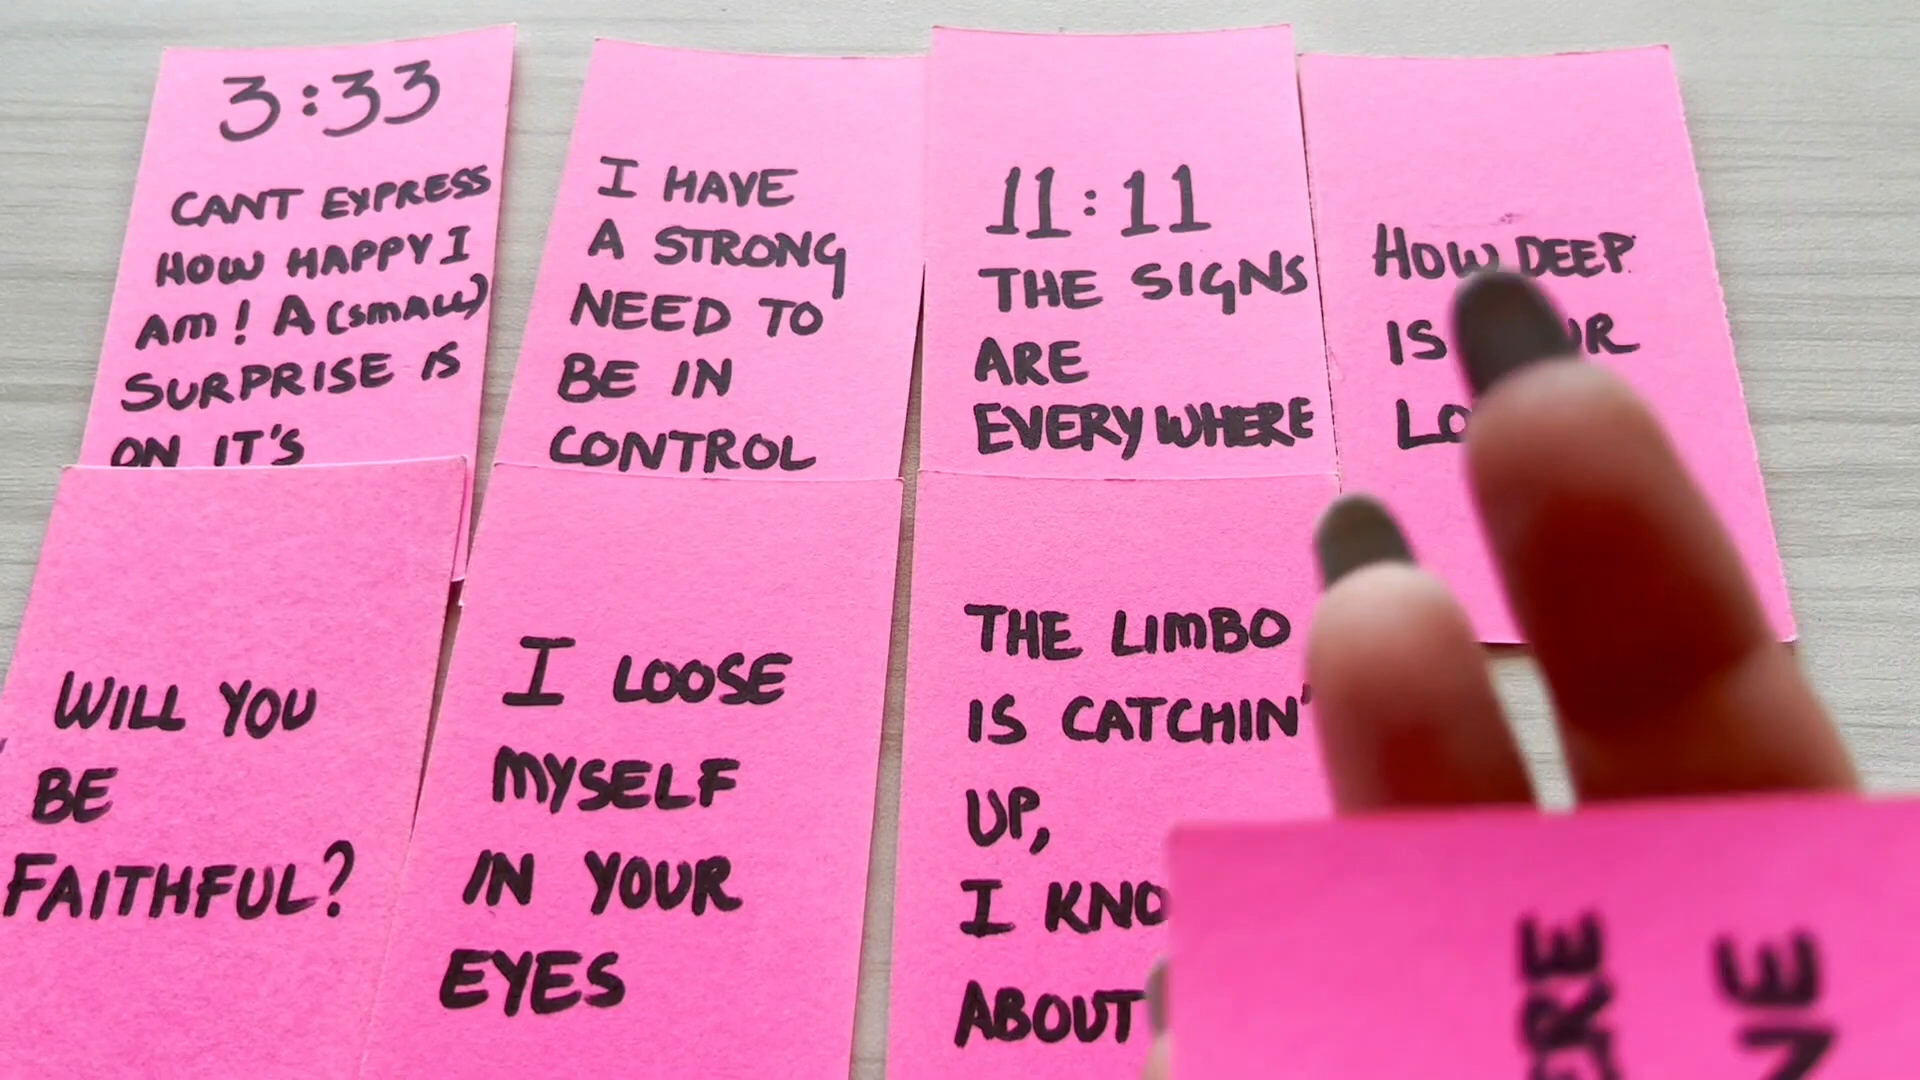 3:33
CANT EXPRESS
HOW HAPPY I
AM! A (SMALL)
SURPRISE IS
ON IT'S
I HAVE
A STRONG
NEED TO
BE IN
CONTROL
11:11
THE SIGNS
ARE
EVERYWHERE
HOW DEEP
IS
WILL YOU
BE
FAITHFUL?
I LOOSE
MYSELF
IN YOUR
EYES
THE LIMBO
IS CATCHIN'
UP,
I
ABOUT